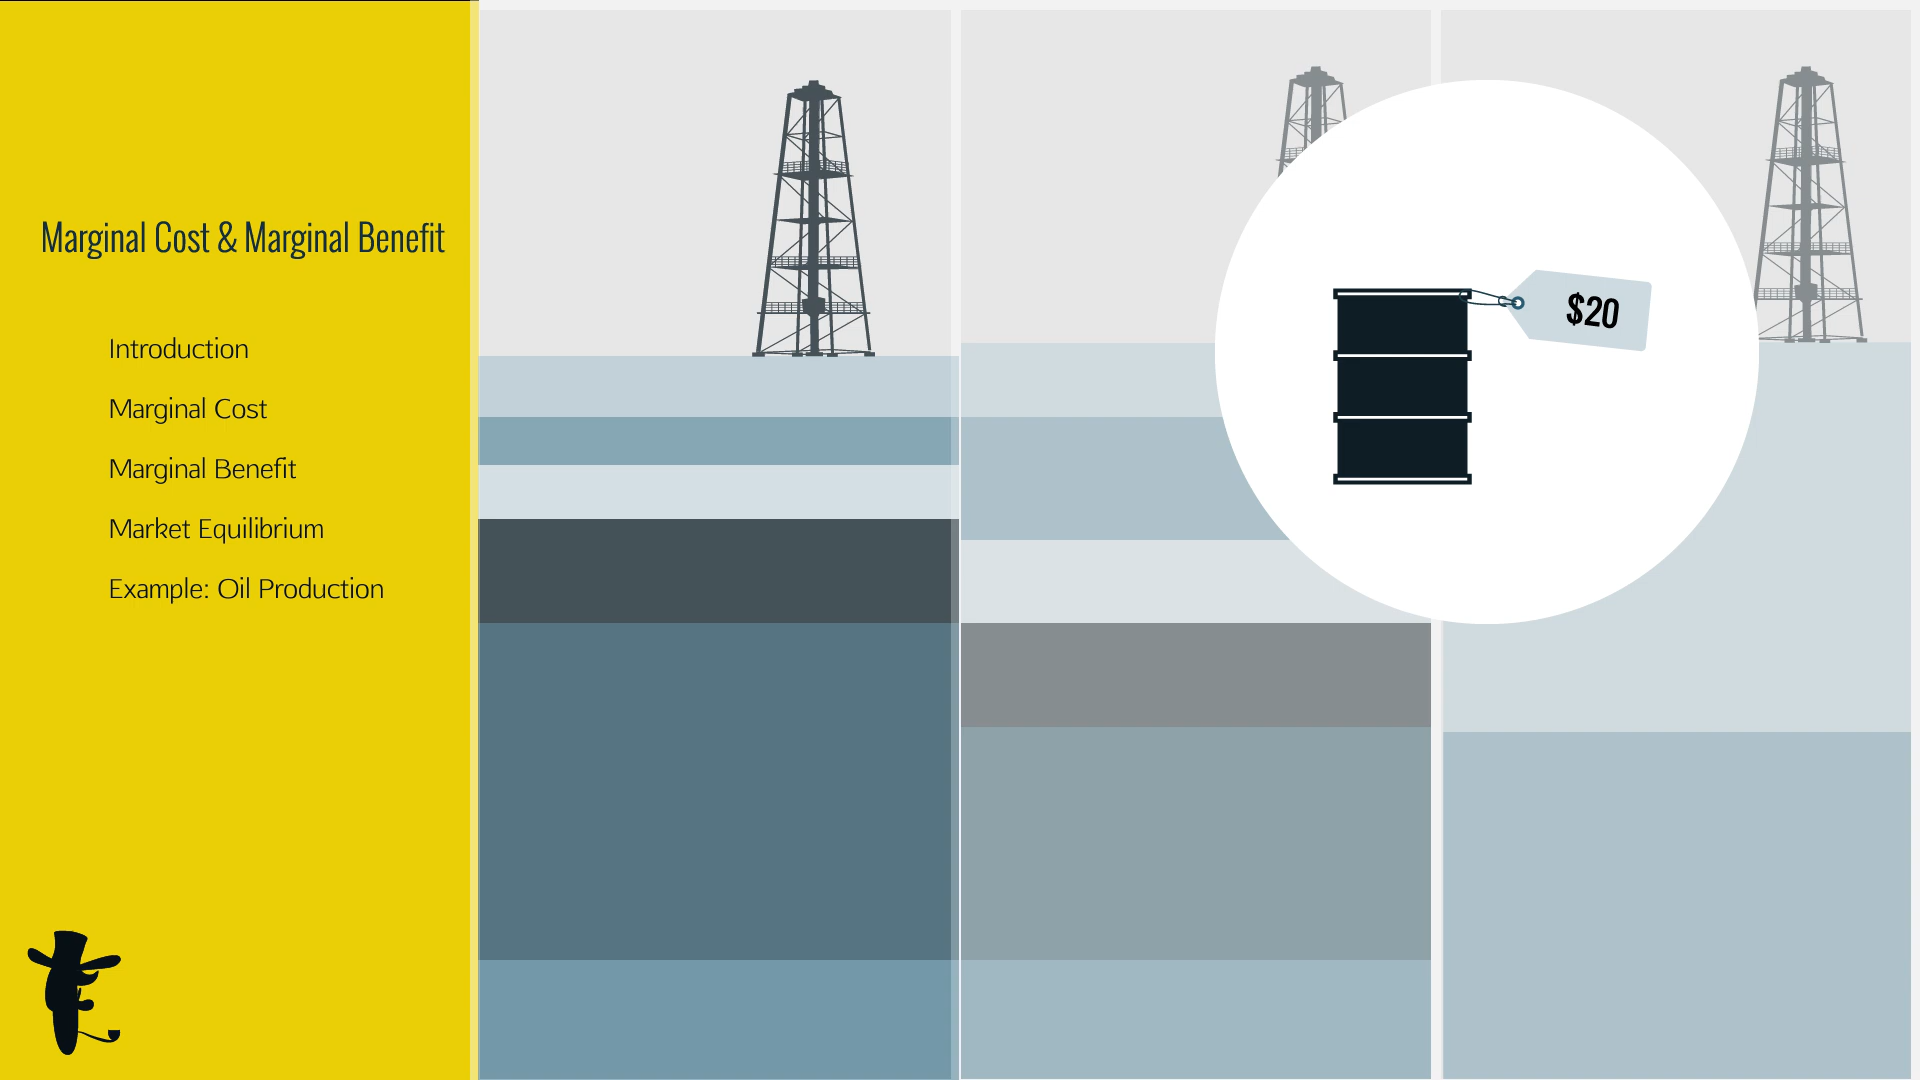 Marginal Cost & Marginal Benefit
Introduction
Marginal Cost
Marginal Benefit
Market Equilibrium
Example: Oil Production
$20